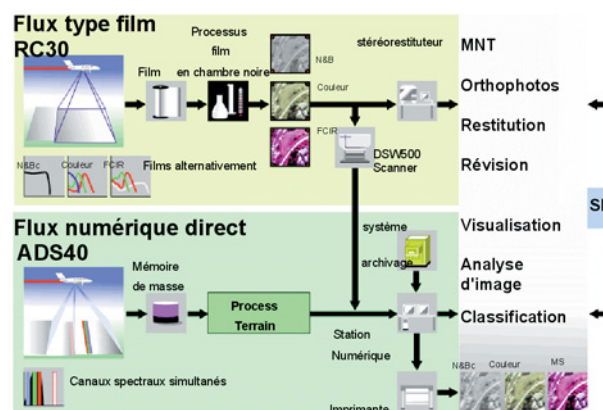 Flux type film
RC30
Processus
film
en chambre noire
Film
N&B
Couleur
FCIR
stéréorestituteur
MNT
Orthophotos
Restitution
Révision
N&Bc
Couleur
FCIR
Films alternativement
DSW500
Scanner
Flux numérique direct
ADS40
Mémoire
de masse
Process
Terrain
système
archivage
Station
Numérique
Imprimante
Canaux spectraux simultanés
Visualisation
Analyse
d'image
Classification
N&Bc
Couleur
MS